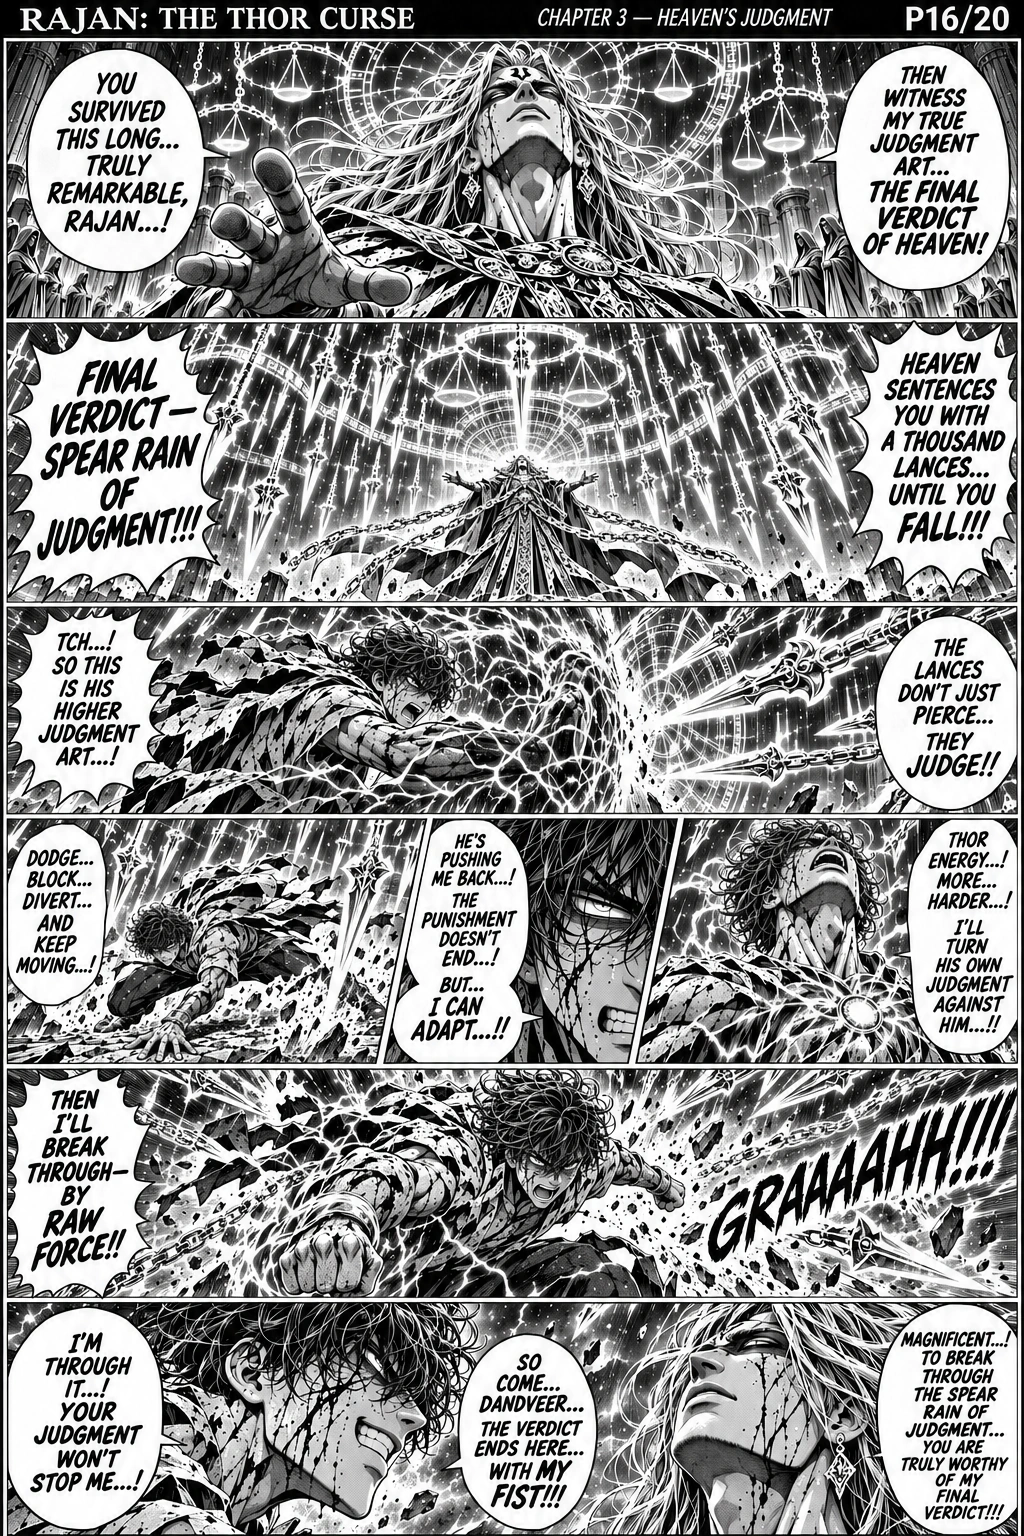 RAJAN: THE THOR CURSE
CHAPTER 3 — HEAVEN'S JUDGMENT
P16/20
YOU
SURVIVED
THIS LONG...
TRULY
REMARKABLE,
RAJAN...!
THEN
WITNESS
MY TRUE
JUDGMENT
ART...
THE FINAL
VERDICT
OF HEAVEN!
FINAL
VERDICT—
SPEAR RAIN
OF
JUDGMENT!!!
HEAVEN
SENTENCES
YOU WITH
A THOUSAND
LANCES...
UNTIL YOU
FALL!!!
TCH...!
SO THIS
IS HIS
HIGHER
JUDGMENT
ART...!
THE
LANCES
DON'T JUST
PIERCE...
THEY
JUDGE!!
DODGE...
BLOCK...
DIVERT...
AND
KEEP
MOVING...!
HE'S
PUSHING
ME BACK...!
THE
PUNISHMENT
DOESN'T
END...!
BUT...
I CAN
ADAPT...!!
THOR
ENERGY...!
MORE...
HARDER...!
I'LL
TURN
HIS OWN
JUDGMENT
AGAINST
HIM...!!
THEN
I'LL
BREAK
THROUGH—
BY
RAW
FORCE!!
GRAAAAHH!!!
I'M
THROUGH
IT...!
YOUR
JUDGMENT
WON'T
STOP ME...!
SO
COME...
DANDVEER...
THE VERDICT
ENDS HERE...
WITH MY
FIST!!!
MAGNIFICENT...!
TO BREAK
THROUGH
THE SPEAR
RAIN OF
JUDGMENT...
YOU ARE
TRULY WORTHY
OF MY
FINAL
VERDICT!!!